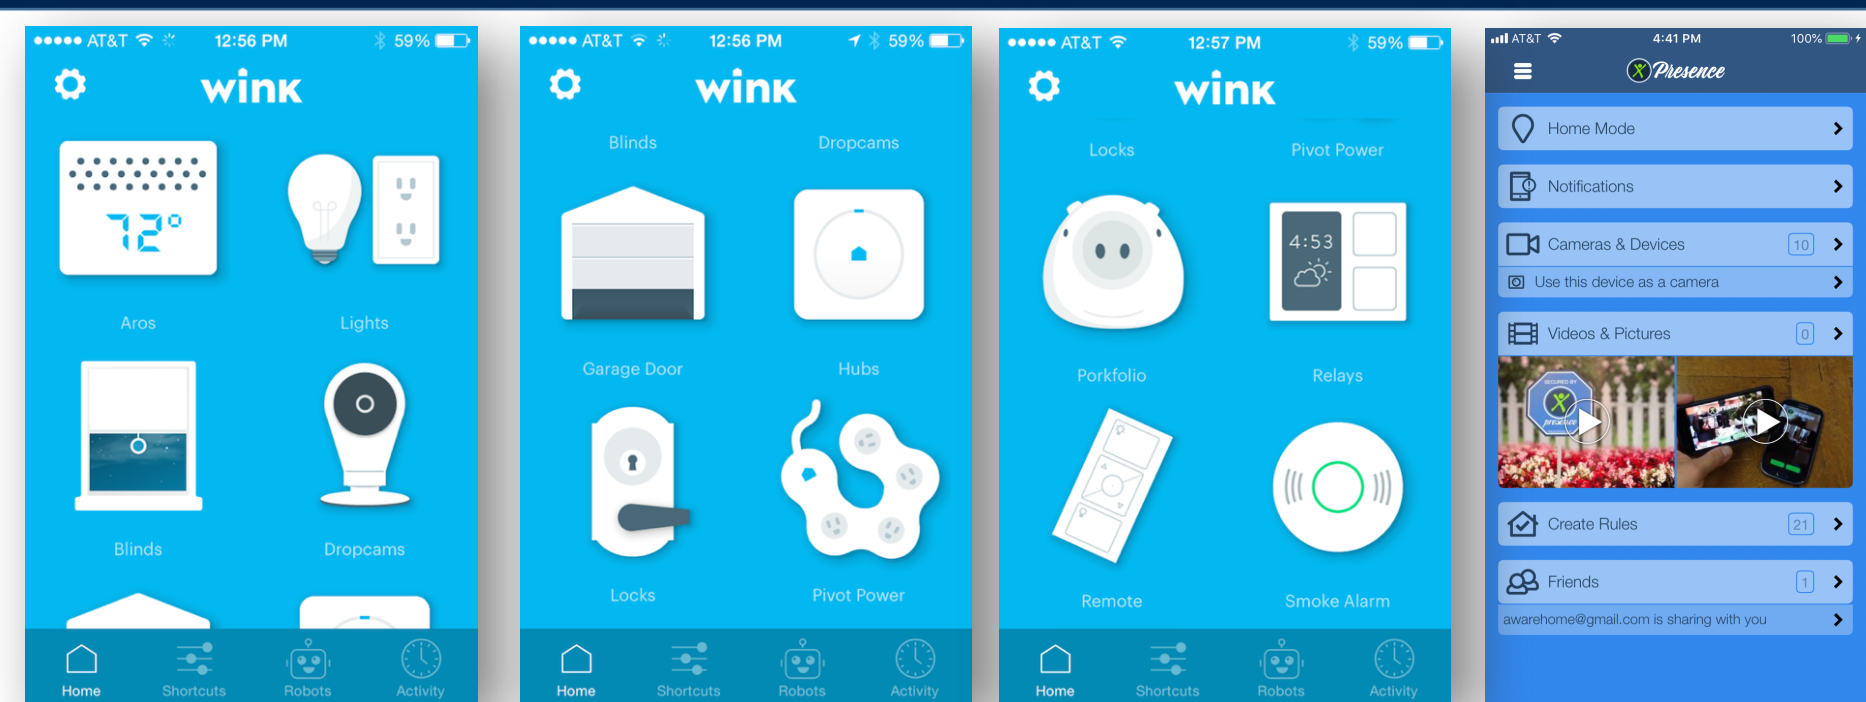 AT&T 12:56 PM 59%
wink
72°
Aros Lights
Blinds Dropcams
Home Shortcuts Robots Activity
AT&T 12:56 PM 59%
wink
Blinds Dropcams
Garage Door Hubs
Locks Pivot Power
Home Shortcuts Robots Activity
AT&T 12:57 PM 59%
wink
Locks Pivot Power
4:53
Porkfolio Relays
Remote Smoke Alarm
Home Shortcuts Robots Activity
AT&T 4:41 PM 100%
Presence
Home Mode
Notifications
Cameras & Devices 10
Use this device as a camera
Videos & Pictures 0
SECURED BY
presence
Create Rules 21
Friends 1
awarehome@gmail.com is sharing with you